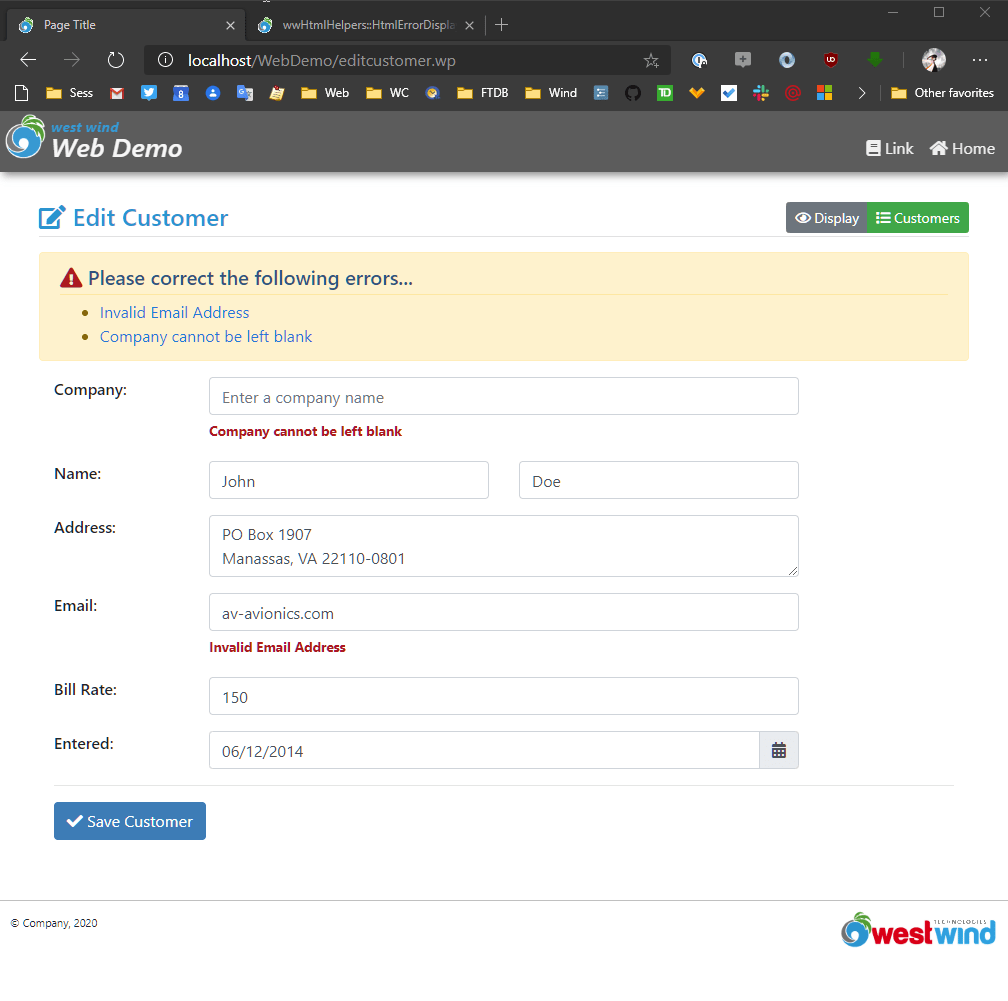 Page Title
wwHtmlHelpers::HtmlErrorDispla
localhost/WebDemo/editcustomer.wp
Sess
8
Web
WC
FTDB
Wind
TD
Other favorites
west wind
Web Demo
Link
Home
Edit Customer
Display
Customers
Please correct the following errors...
Invalid Email Address
Company cannot be left blank
Company:
Enter a company name
Company cannot be left blank
Name:
John
Doe
Address:
PO Box 1907
Manassas, VA 22110-0801
Email:
av-avionics.com
Invalid Email Address
Bill Rate:
150
Entered:
06/12/2014
Save Customer
© Company, 2020
TECHNOLOGIES
westwind